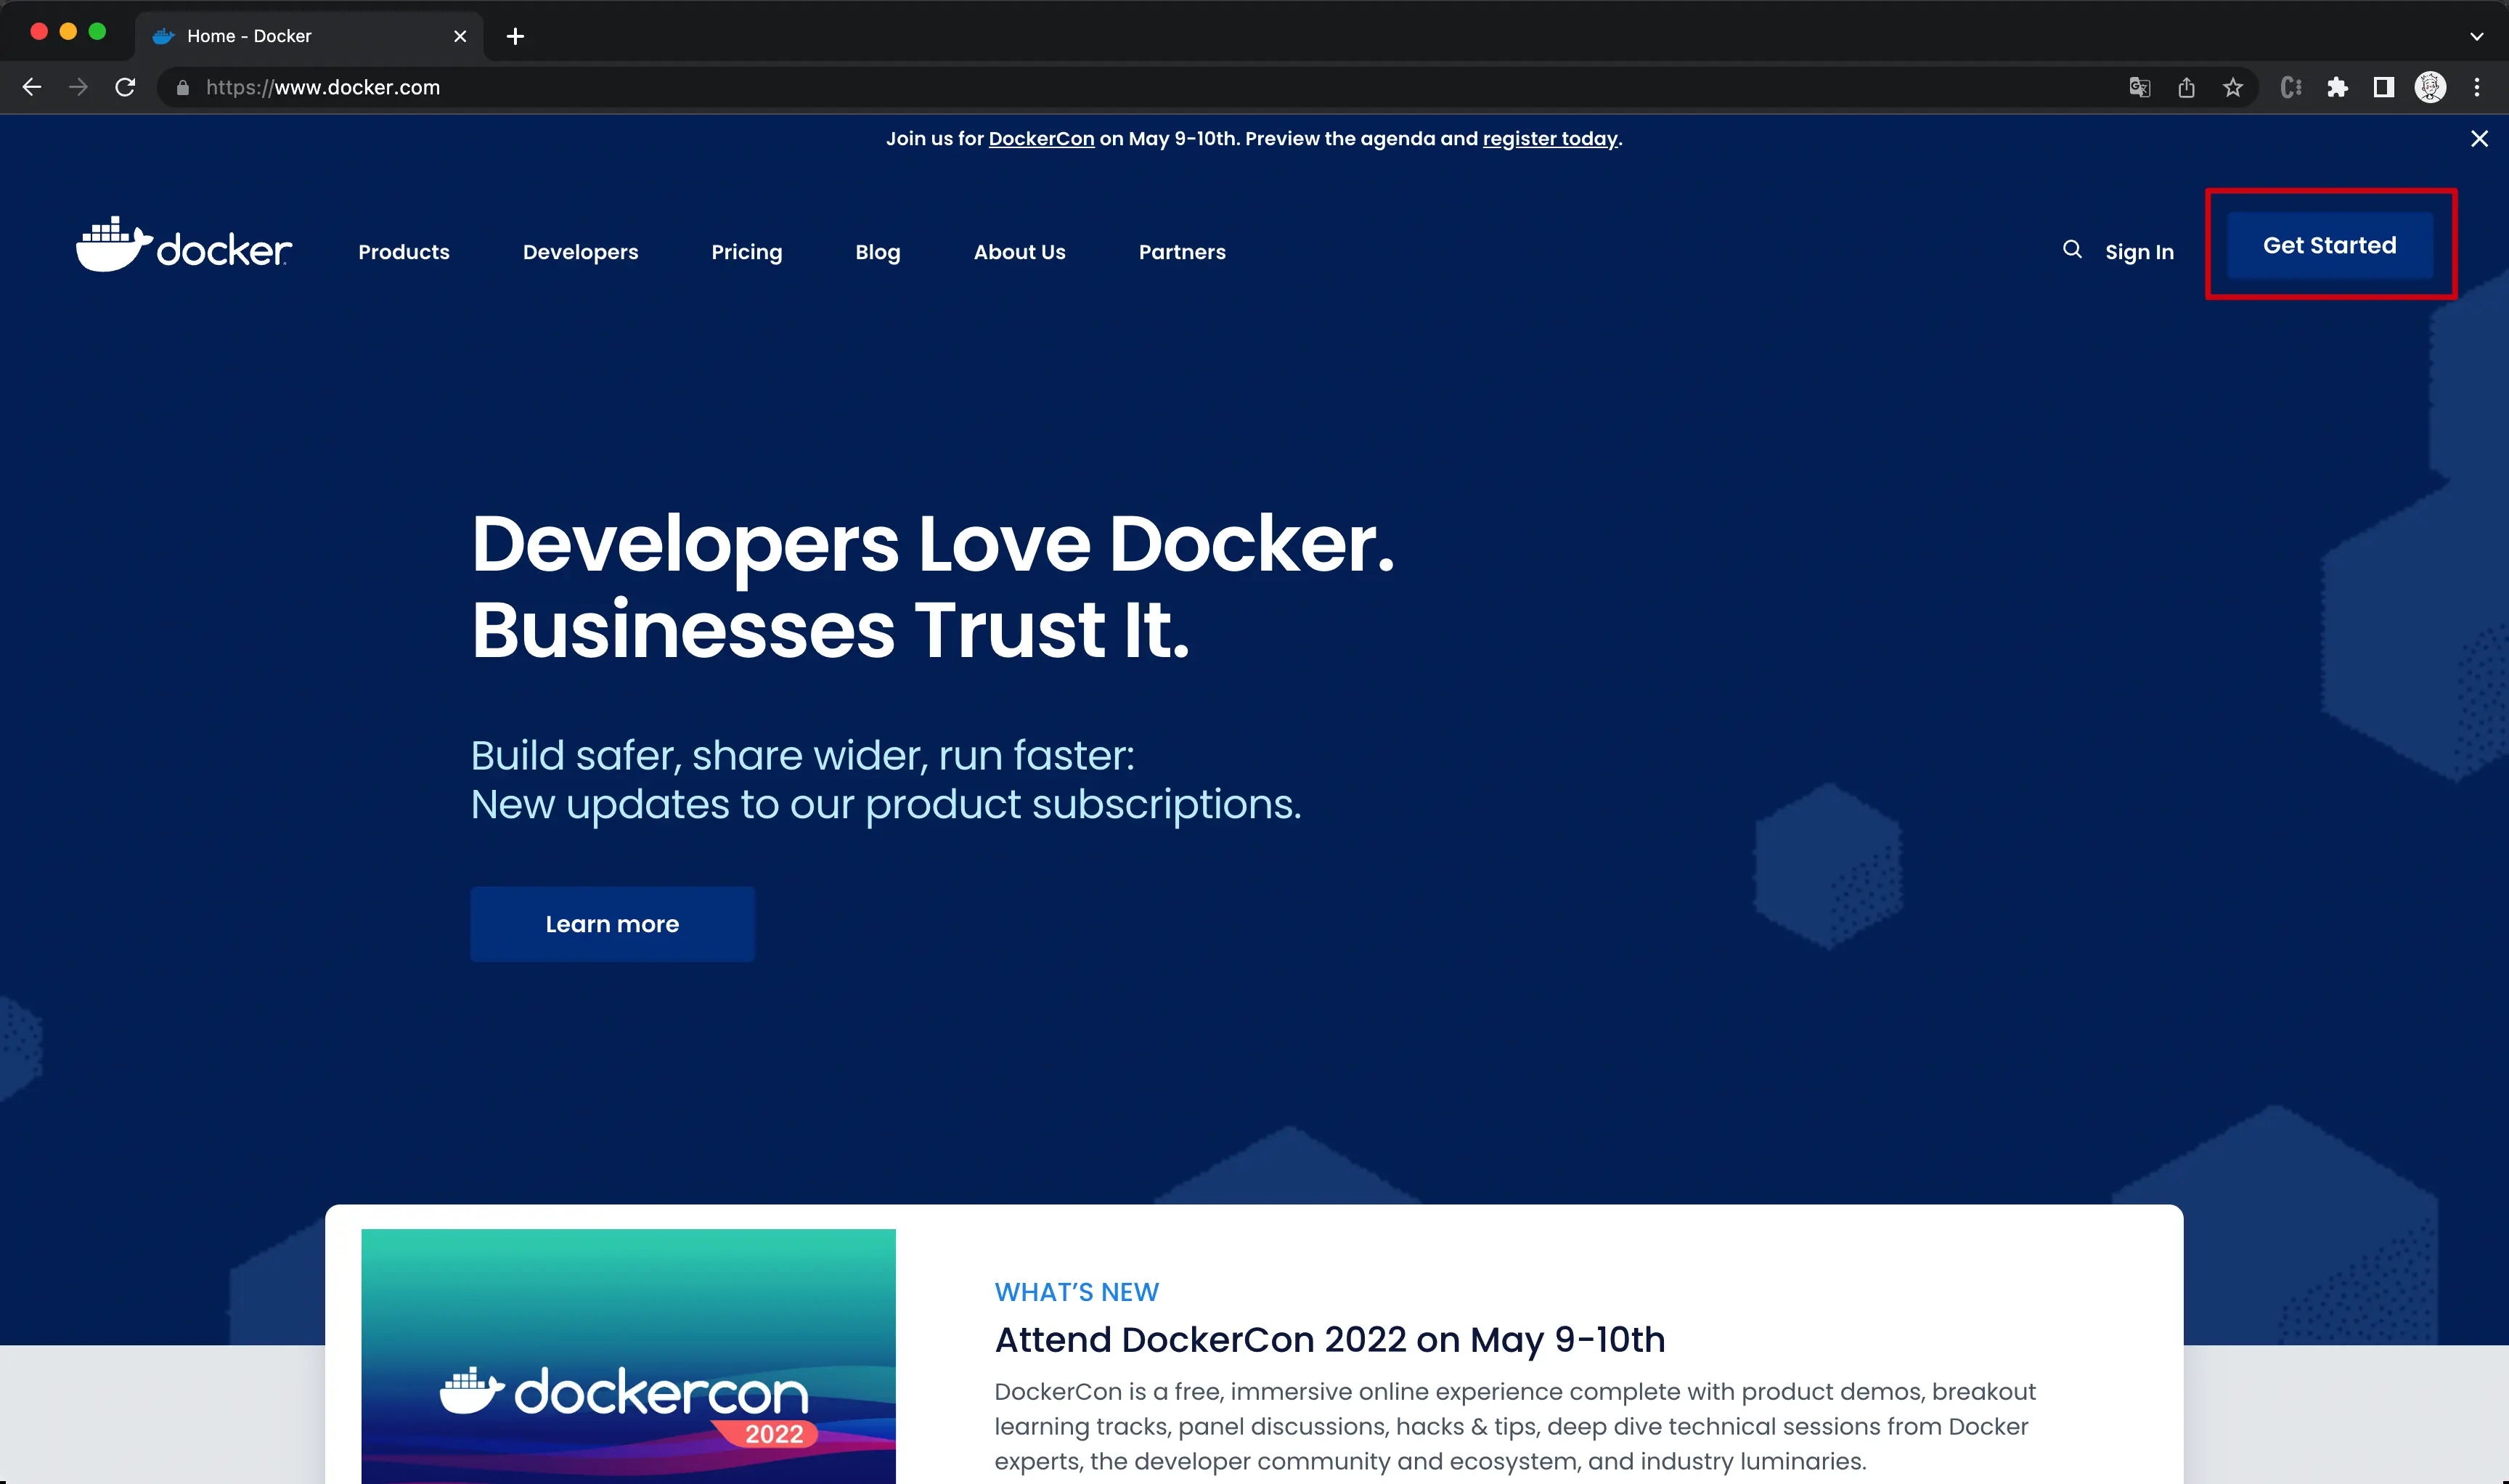 Home - Docker
https://www.docker.com
Join us for DockerCon on May 9-10th. Preview the agenda and register today.
docker
Products
Developers
Pricing
Blog
About Us
Partners
Sign In
Get Started
Developers Love Docker.
Businesses Trust It.
Build safer, share wider, run faster:
New updates to our product subscriptions.
Learn more
dockercon
2022
WHAT’S NEW
Attend DockerCon 2022 on May 9-10th
DockerCon is a free, immersive online experience complete with product demos, breakout
learning tracks, panel discussions, hacks & tips, deep dive technical sessions from Docker
experts, the developer community and ecosystem, and industry luminaries.